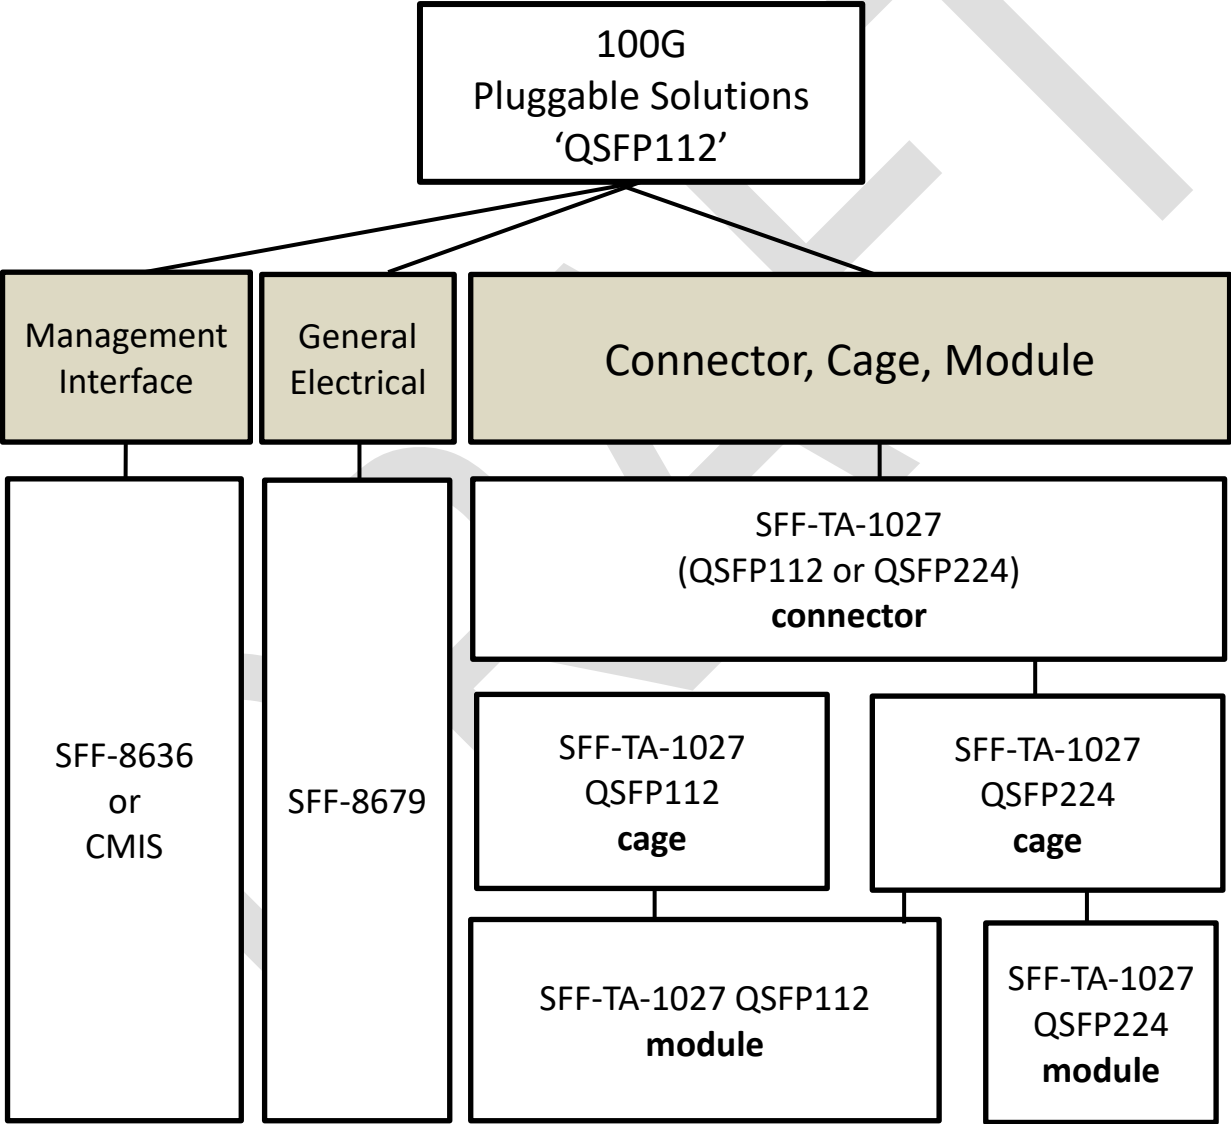 100G
Pluggable Solutions
‘QSFP112’
Management
Interface
General
Electrical
Connector, Cage, Module
SFF-TA-1027
(QSFP112 or QSFP224)
connector
SFF-8636
or
CMIS
SFF-8679
SFF-TA-1027
QSFP112
cage
SFF-TA-1027
QSFP224
cage
SFF-TA-1027 QSFP112
module
SFF-TA-1027
QSFP224
module